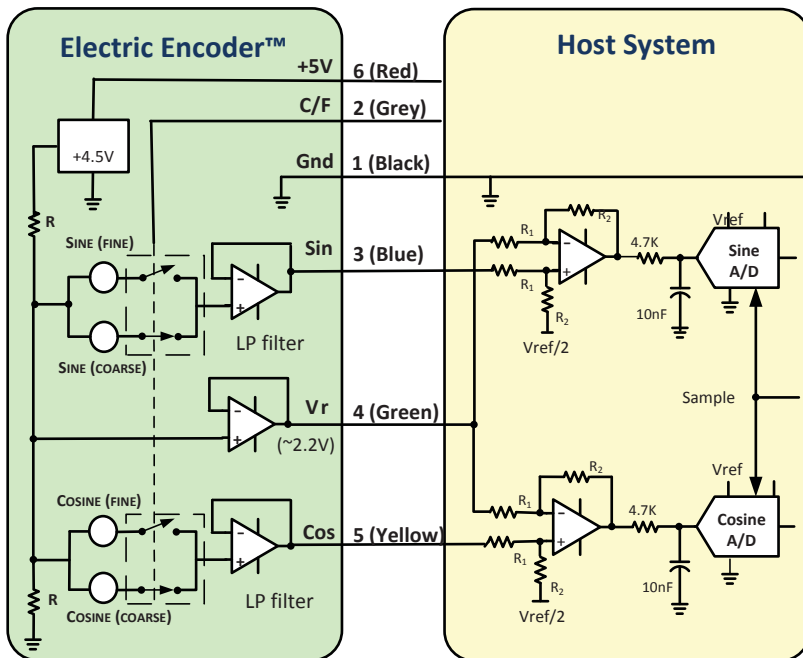 Electric Encoder™
Host System
+5V 6 (Red)
C/F 2 (Grey)
+4.5V
Gnd 1 (Black)
R
SINE (FINE)
Sin 3 (Blue)
LP filter
SINE (COARSE)
R₁
R₂
R₁
R₂
Vref/2
4.7K
10nF
Vref
Sine
A/D
Vr 4 (Green)
(~2.2V)
Sample
COSINE (FINE)
Cos 5 (Yellow)
R
COSINE (COARSE)
LP filter
R₁
R₂
R₁
R₂
Vref/2
4.7K
10nF
Vref
Cosine
A/D